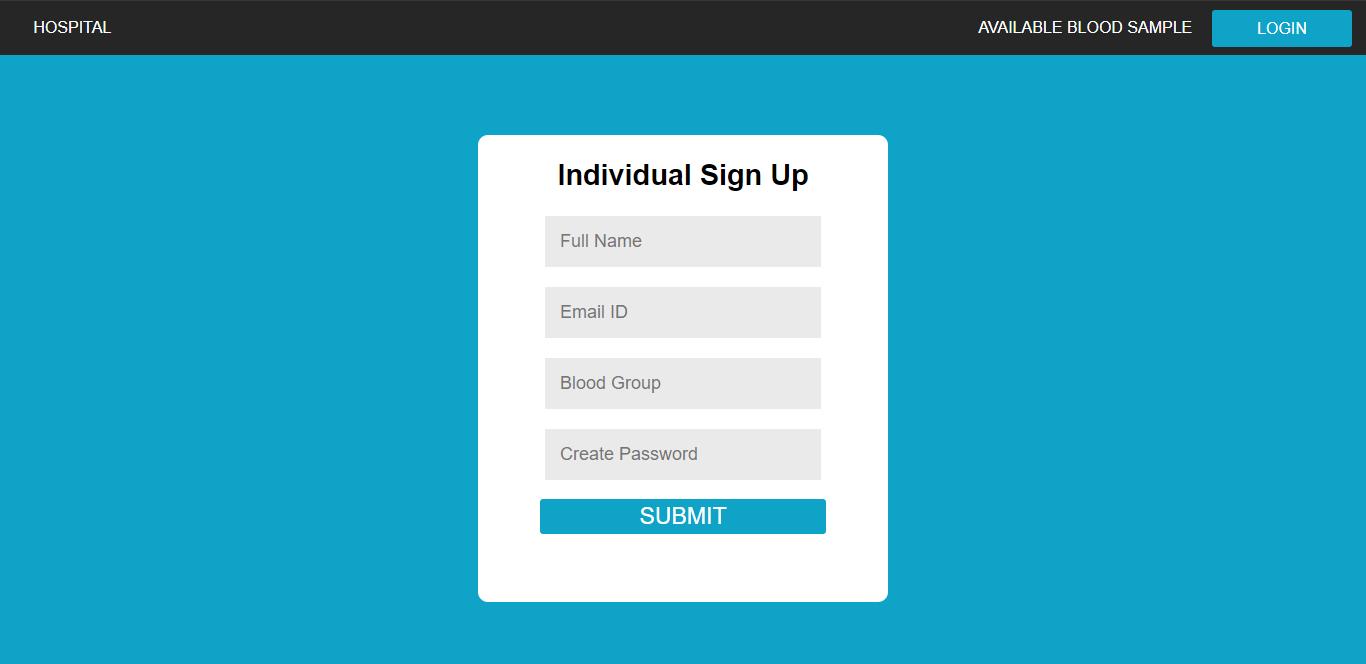 HOSPITAL
AVAILABLE BLOOD SAMPLE
LOGIN
Individual Sign Up
Full Name
Email ID
Blood Group
Create Password
SUBMIT